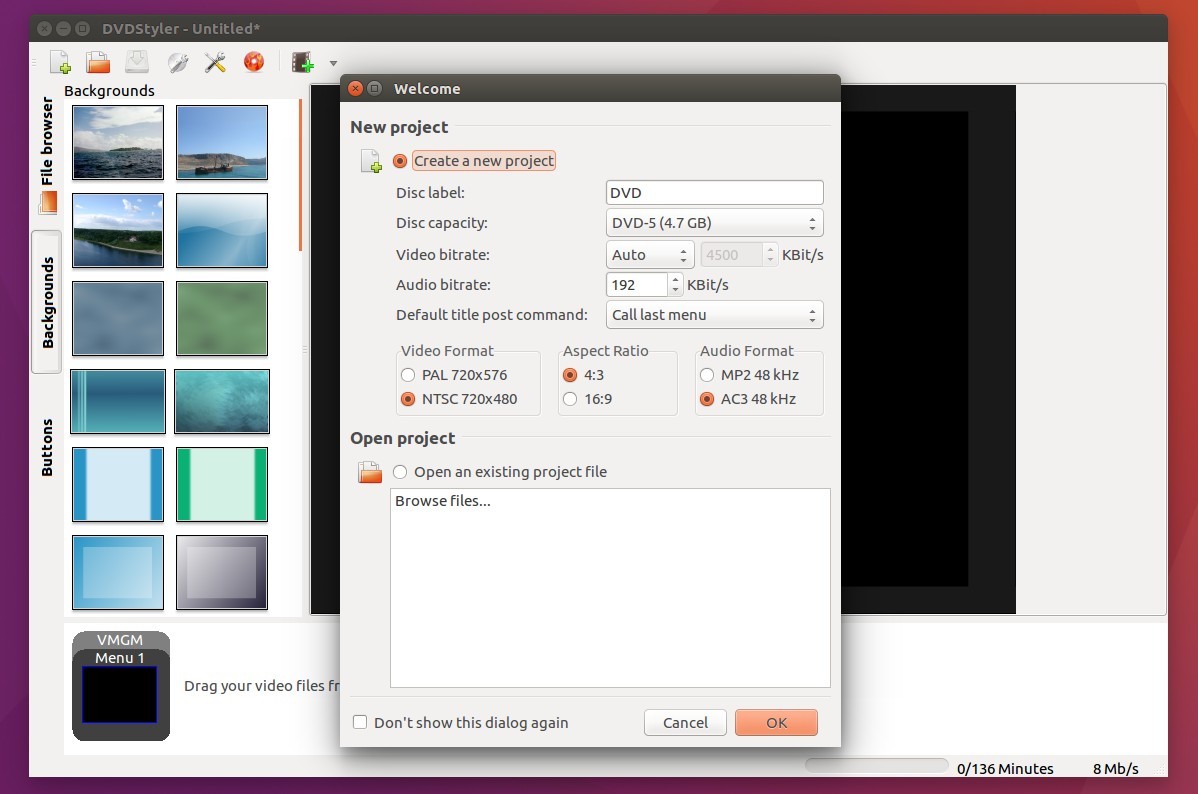 DVDStyler - Untitled*
Backgrounds
File browser
Backgrounds
Buttons
Welcome
New project
Create a new project
Disc label: DVD
Disc capacity: DVD-5 (4.7 GB)
Video bitrate: Auto 4500 KBit/s
Audio bitrate: 192 KBit/s
Default title post command: Call last menu
Video Format Aspect Ratio Audio Format
PAL 720x576 4:3 MP2 48 kHz
NTSC 720x480 16:9 AC3 48 kHz
Open project
Open an existing project file
Browse files...
Don't show this dialog again Cancel OK
VMGM
Menu 1
Drag your video files
0/136 Minutes 8 Mb/s